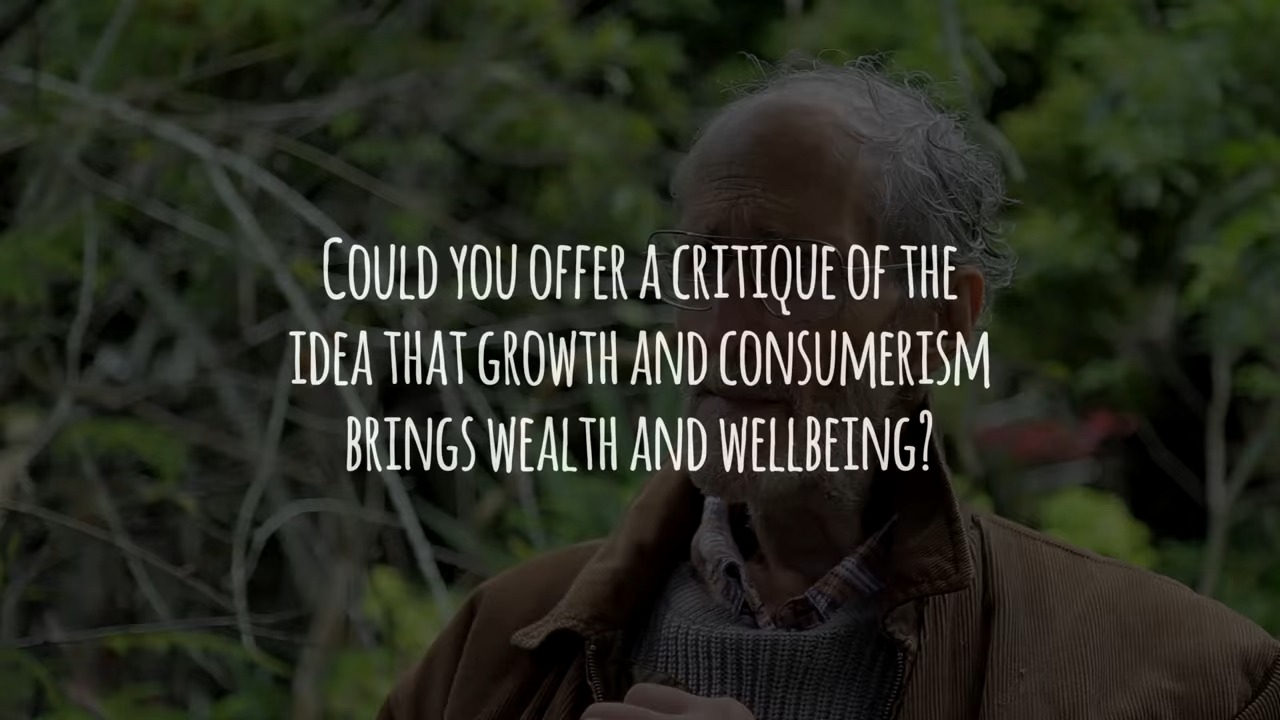 Could you offer a critique of the
idea that growth and consumerism
brings wealth and wellbeing?